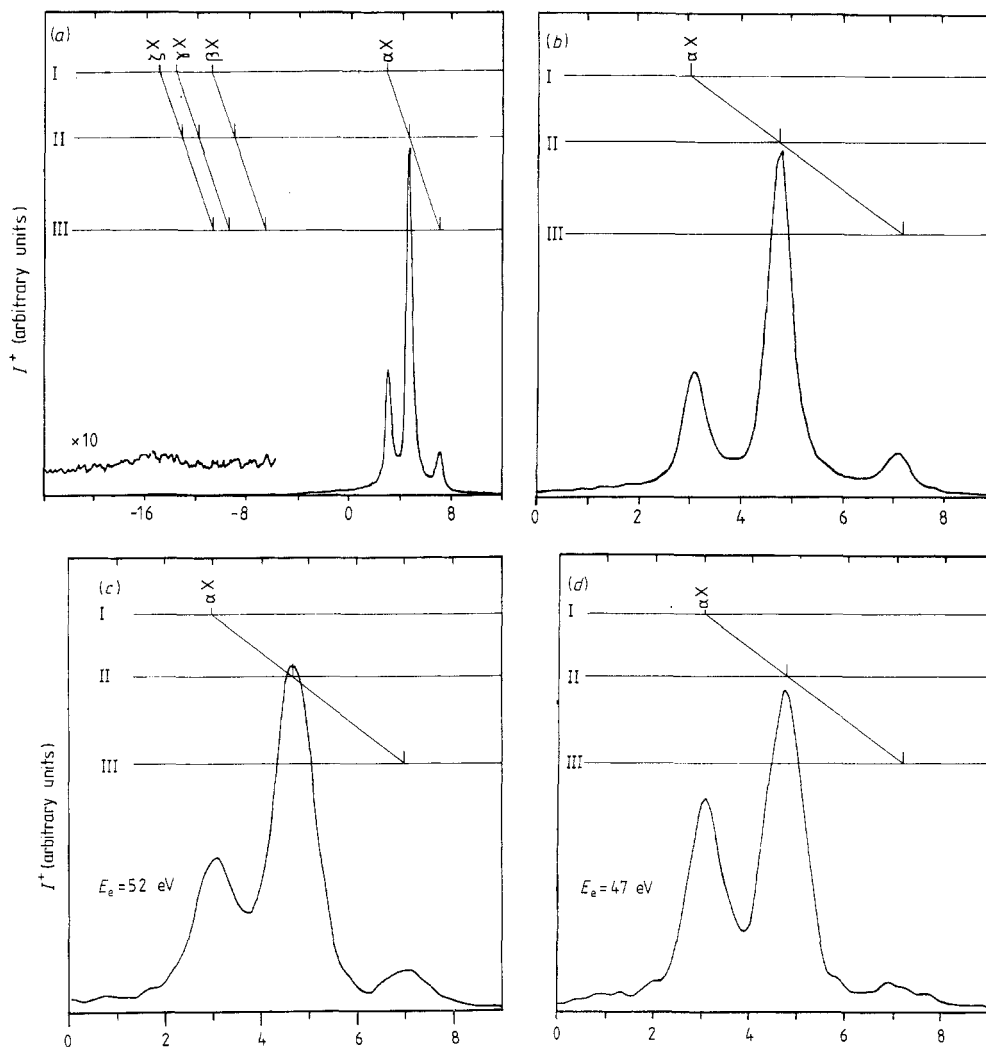 (a)
ζX γX βX αX
I
II
III
×10
I⁺ (arbitrary units)
-16 -8 0 8
(b)
αX
I
II
III
0 2 4 6 8
(c)
αX
I
II
III
E_e = 52 eV
I⁺ (arbitrary units)
0 2 4 6 8
(d)
αX
I
II
III
E_e = 47 eV
0 2 4 6 8